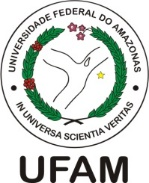 UNIVERSIDADE FEDERAL DO AMAZONAS
IN UNIVERSA SCIENTIA VERITAS
UFAM